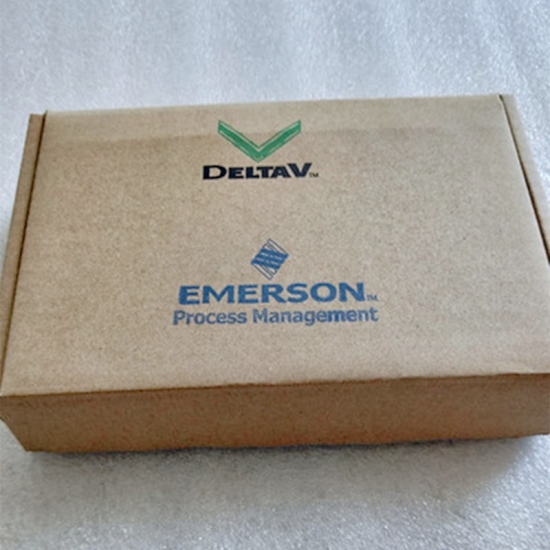 DELTAV™
EMERSON™
Process Management